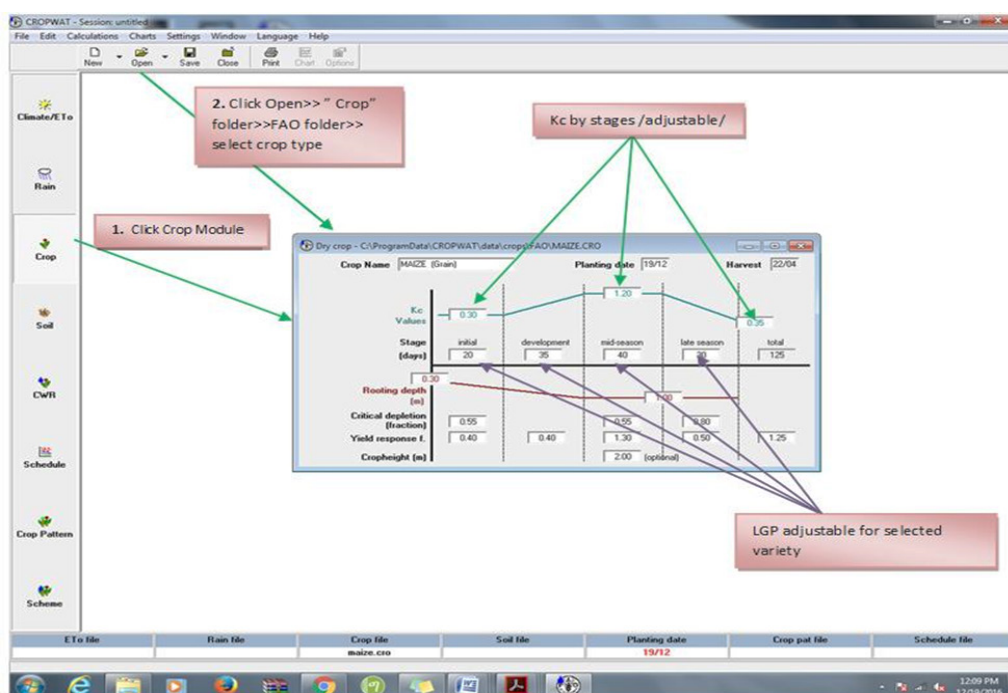 CROPWAT - Session: untitled
File Edit Calculations Charts Settings Window Language Help
New Open Save Close Print Chart Options
Climate/ETo
Rain
Crop
Soil
CWR
Schedule
Crop Pattern
Scheme
2. Click Open>> " Crop"
folder>>FAO folder>>
select crop type
Kc by stages /adjustable/
1. Click Crop Module
Dry crop - C:\ProgramData\CROPWAT\data\crops\FAO\MAIZE.CRO
Crop Name MAIZE (Grain) Planting date 19/12 Harvest 22/04
Kc
Values
0.30 1.20 0.35
Stage initial development mid-season late season total
(days) 20 35 40 30 125
0.30
Rooting depth
(m)
1.00
Critical depletion
(fraction)
0.55 0.55 0.80
Yield response f. 0.40 0.40 1.30 0.50 1.25
Cropheight (m) 2.00 (optional)
LGP adjustable for selected
variety
ETo file Rain file Crop file Soil file Planting date Crop pat file Schedule file
maize.cro 19/12
12:09 PM